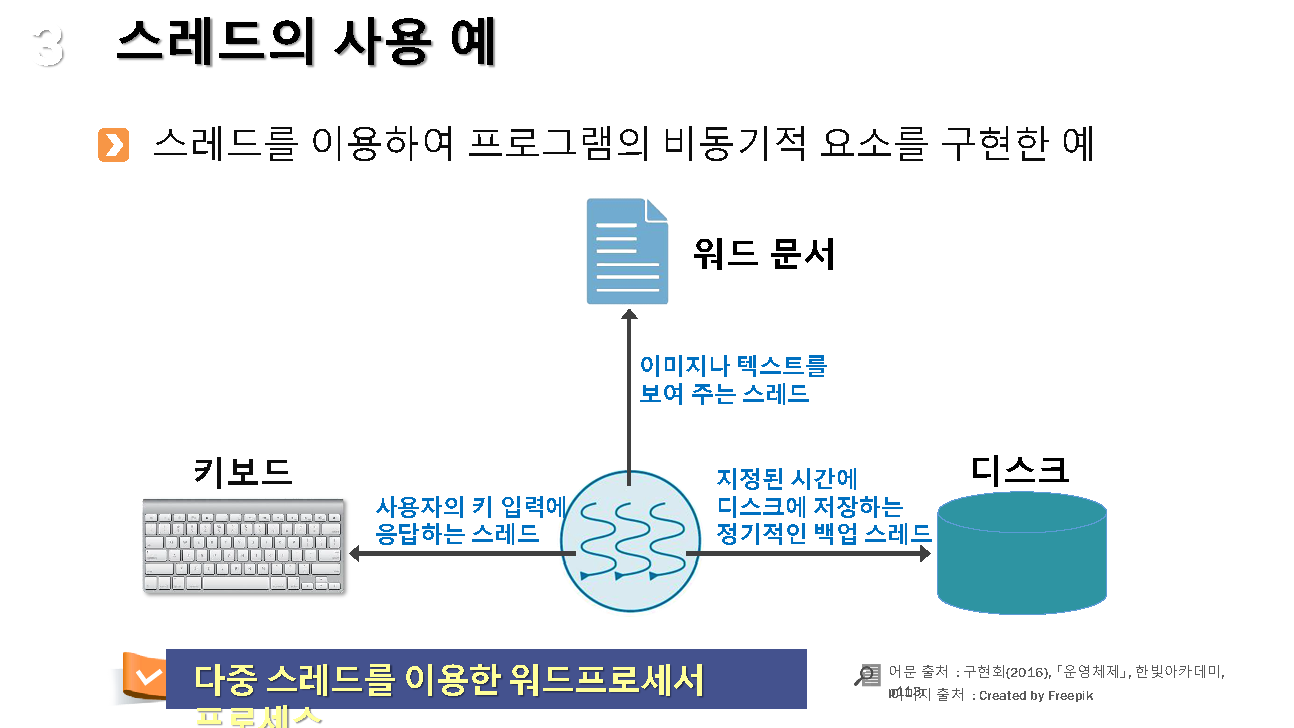 3 스레드의 사용 예
스레드를 이용하여 프로그램의 비동기적 요소를 구현한 예
워드 문서
이미지나 텍스트를
보여 주는 스레드
키보드
사용자의 키 입력에
응답하는 스레드
지정된 시간에
디스크에 저장하는
정기적인 백업 스레드
디스크
다중 스레드를 이용한 워드프로세서
프로세스
어문 출처 : 구현회(2016), 「운영체제」, 한빛아카데미,
이미지 출처 : Created by Freepik